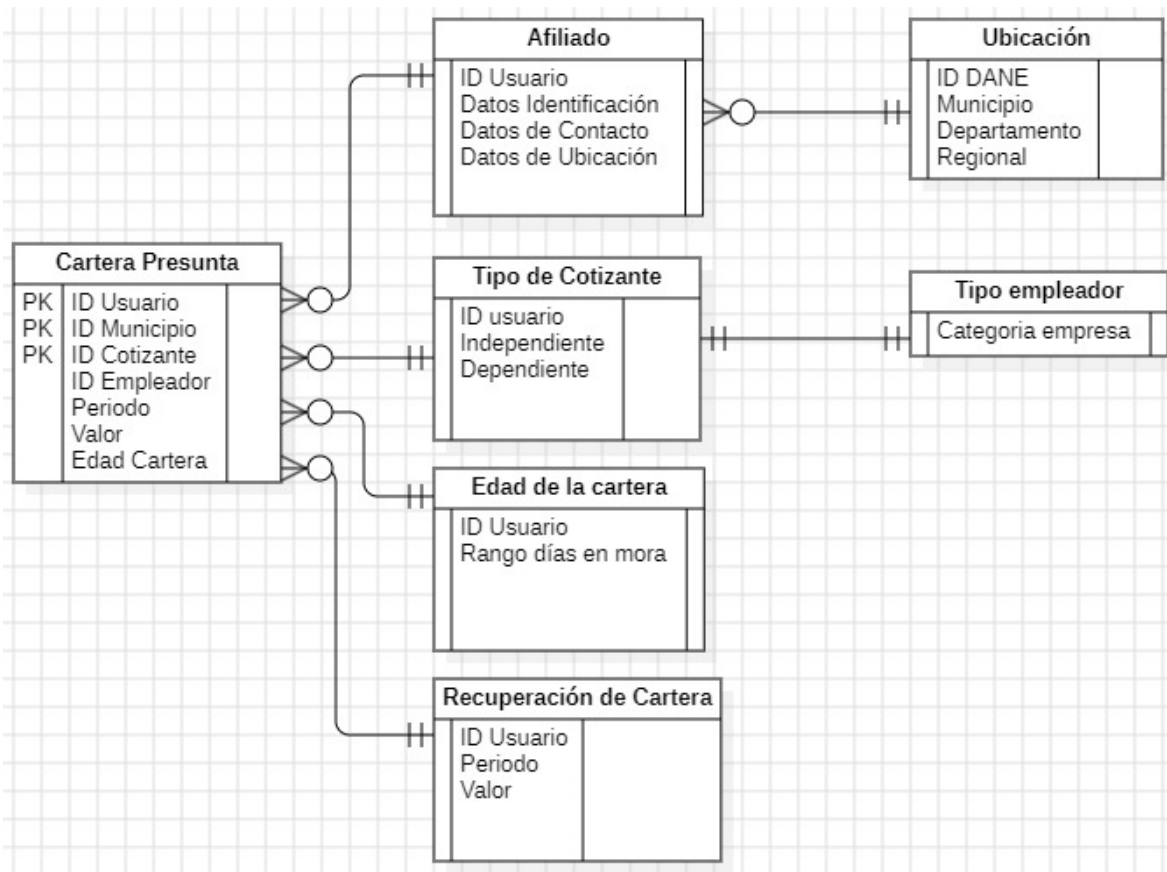 Afiliado
ID Usuario
Datos Identificación
Datos de Contacto
Datos de Ubicación
Ubicación
ID DANE
Municipio
Departamento
Regional
Cartera Presunta
PK ID Usuario
PK ID Municipio
PK ID Cotizante
ID Empleador
Periodo
Valor
Edad Cartera
Tipo de Cotizante
ID usuario
Independiente
Dependiente
Tipo empleador
Categoria empresa
Edad de la cartera
ID Usuario
Rango días en mora
Recuperación de Cartera
ID Usuario
Periodo
Valor